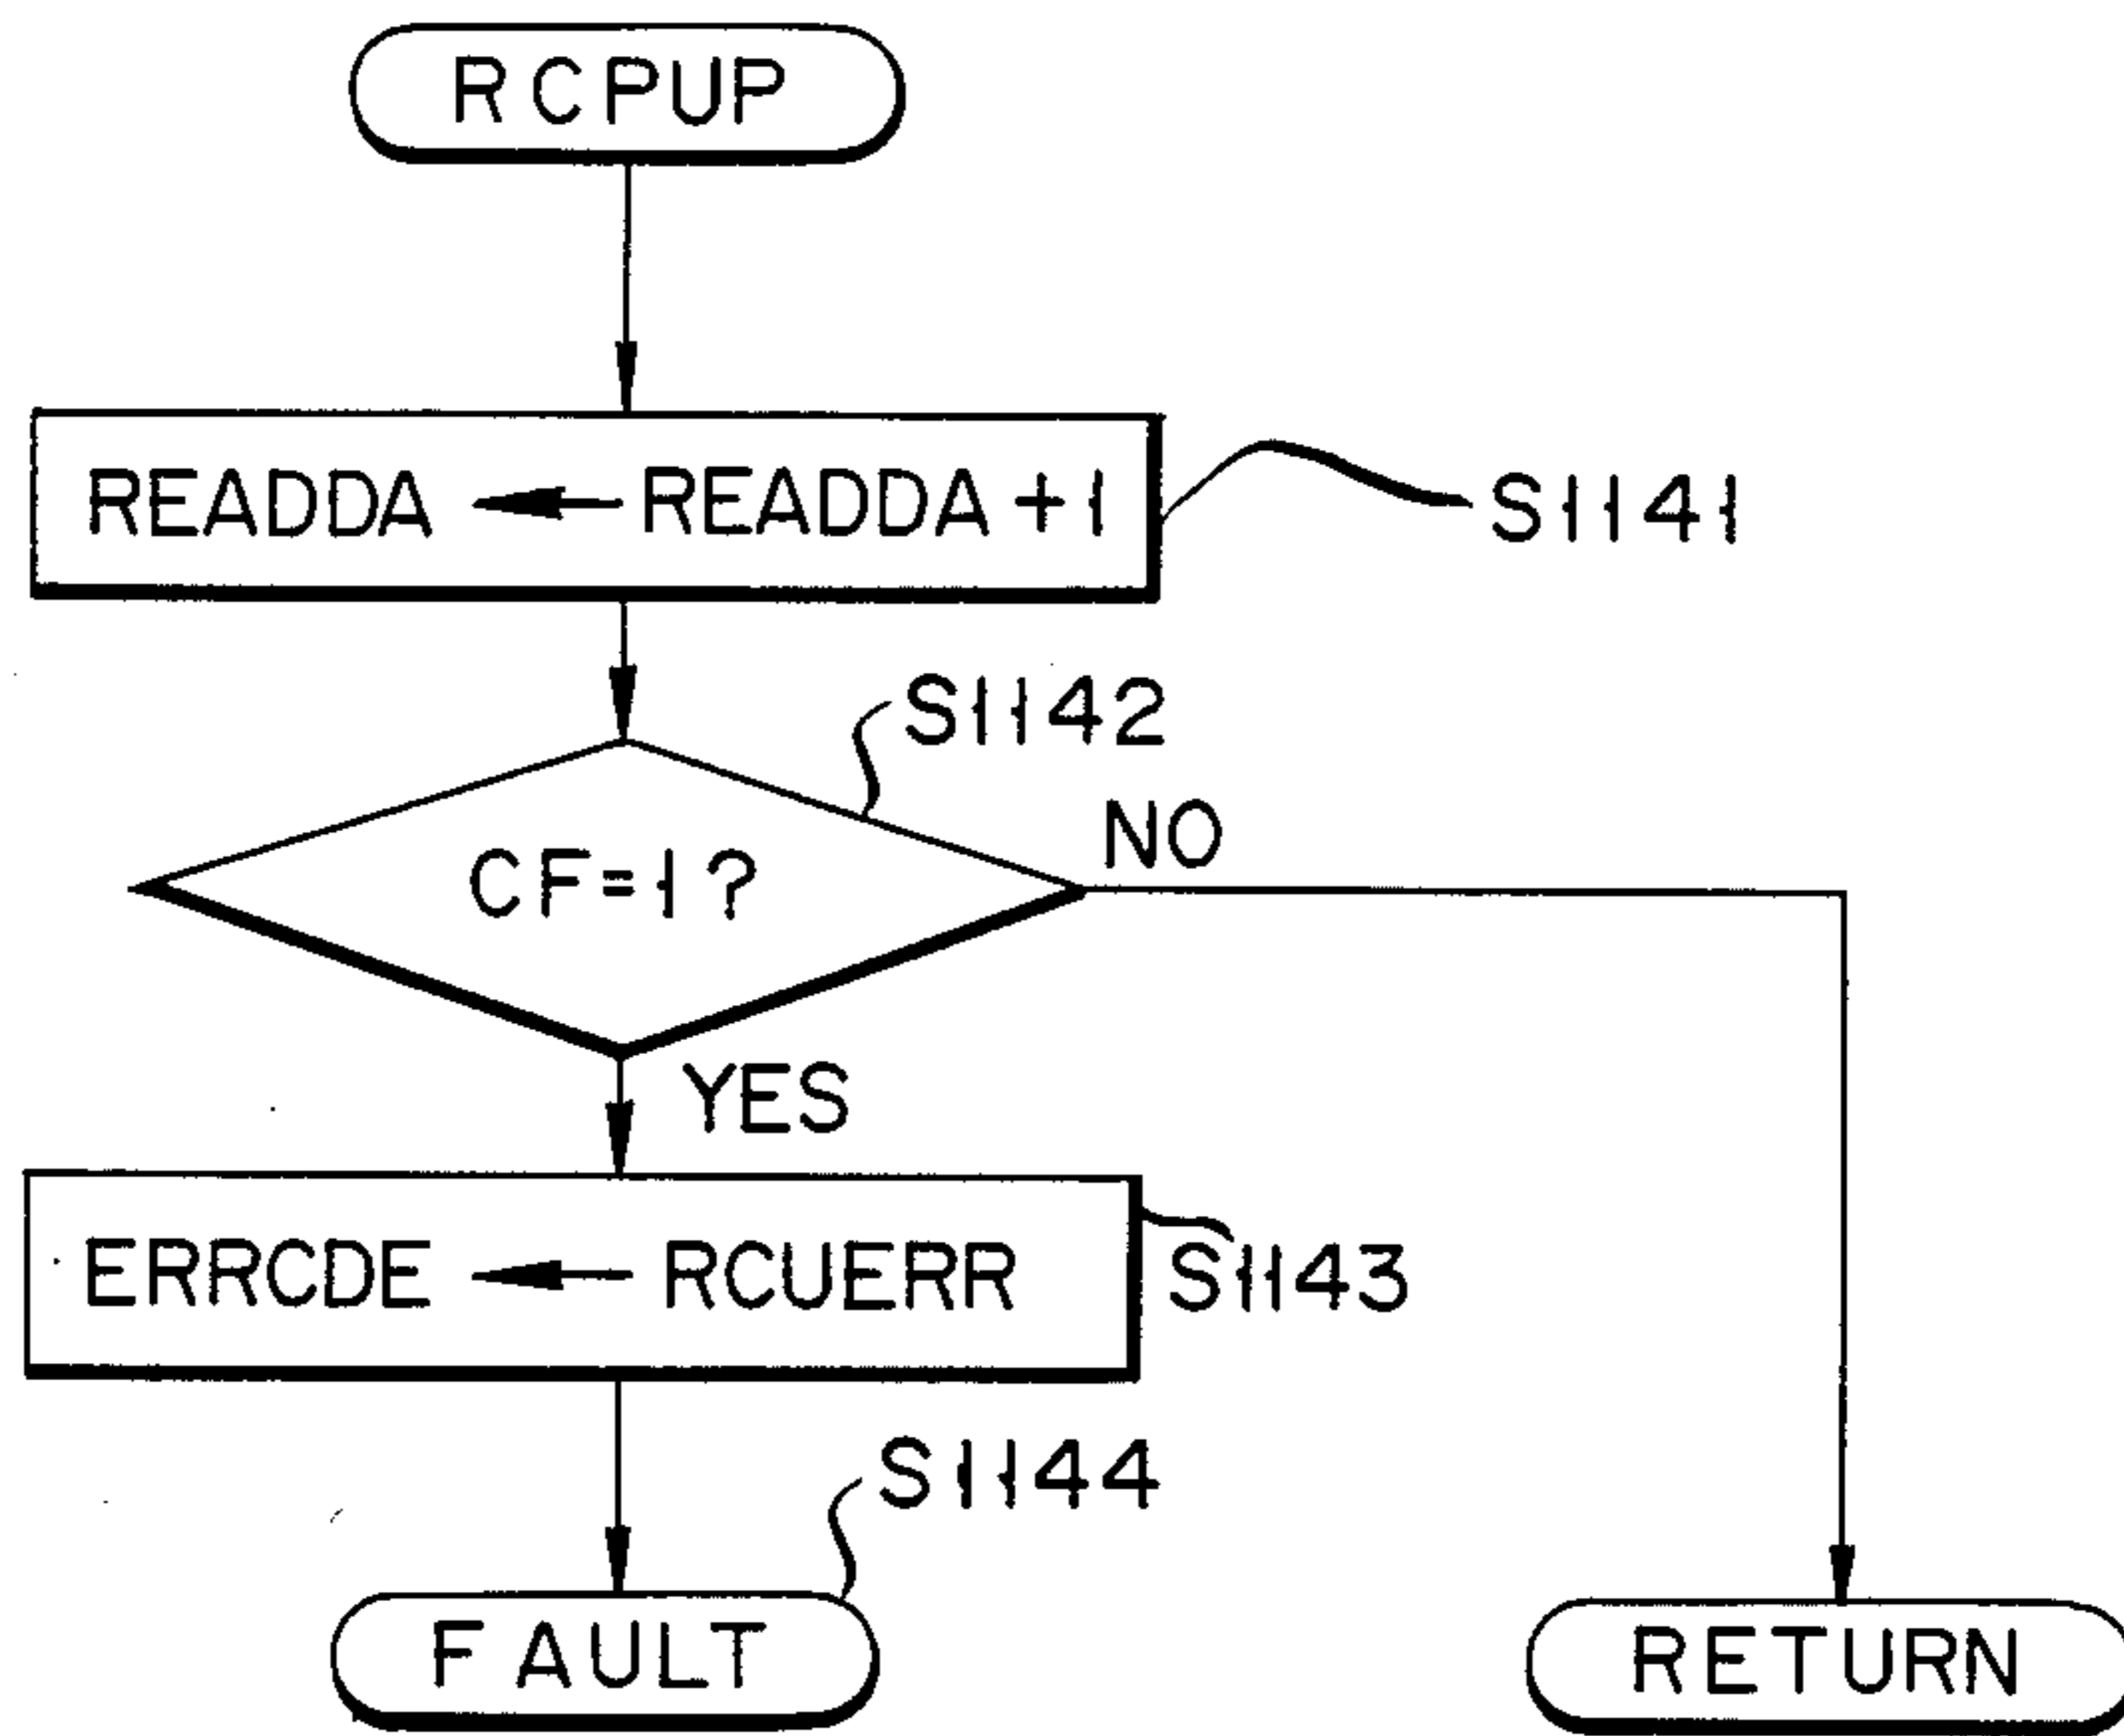 RCPUP
READDA ← READDA +1
S1141
S1142
CF=1?
NO
YES
ERRCDE ← RCUERR
S1143
S1144
FAULT
RETURN